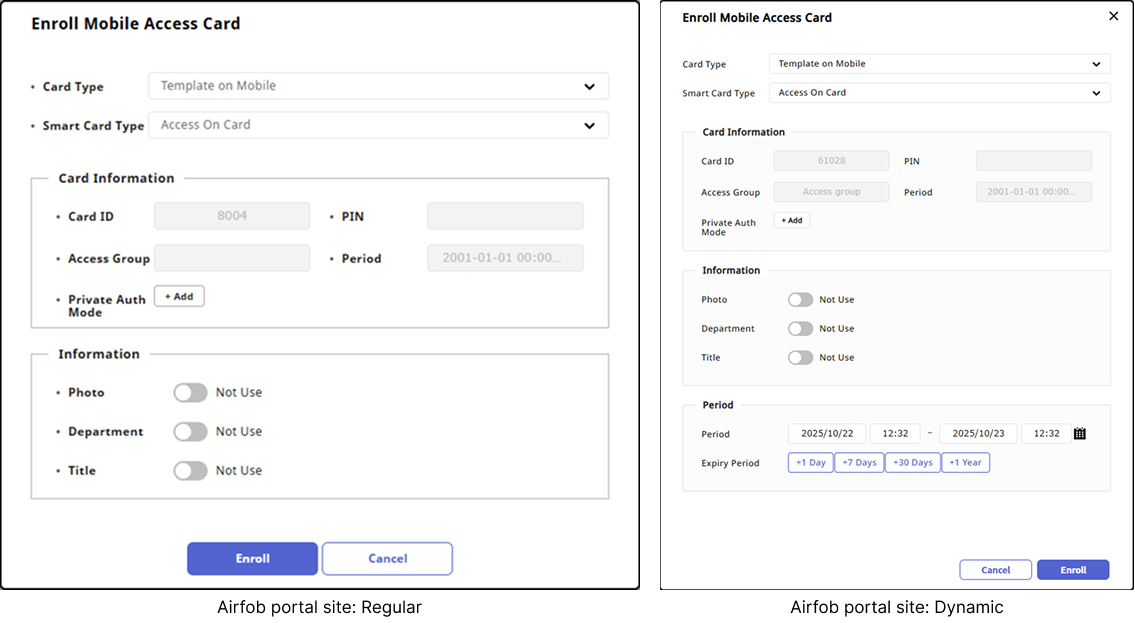 Enroll Mobile Access Card
Card Type Template on Mobile
Smart Card Type Access On Card
Card Information
Card ID 8004 PIN
Access Group Period 2001-01-01 00:00...
Private Auth + Add
Mode
Information
Photo Not Use
Department Not Use
Title Not Use
Enroll Cancel
Airfob portal site: Regular
Enroll Mobile Access Card
Card Type Template on Mobile
Smart Card Type Access On Card
Card Information
Card ID 61028 PIN
Access Group Access group Period 2001-01-01 00:00...
Private Auth + Add
Mode
Information
Photo Not Use
Department Not Use
Title Not Use
Period
Period 2025/10/22 12:32 ~ 2025/10/23 12:32
Expiry Period +1 Day +7 Days +30 Days +1 Year
Cancel Enroll
Airfob portal site: Dynamic